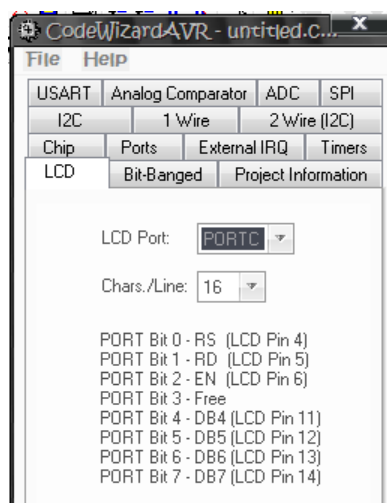 CodeWizardAVR - untitled.c... X
File Help
USART Analog Comparator ADC SPI
I2C 1 Wire 2 Wire (I2C)
Chip Ports External IRQ Timers
LCD Bit-Banged Project Information
LCD Port: PORTC
Chars./Line: 16
PORT Bit 0 - RS (LCD Pin 4)
PORT Bit 1 - RD (LCD Pin 5)
PORT Bit 2 - EN (LCD Pin 6)
PORT Bit 3 - Free
PORT Bit 4 - DB4 (LCD Pin 11)
PORT Bit 5 - DB5 (LCD Pin 12)
PORT Bit 6 - DB6 (LCD Pin 13)
PORT Bit 7 - DB7 (LCD Pin 14)